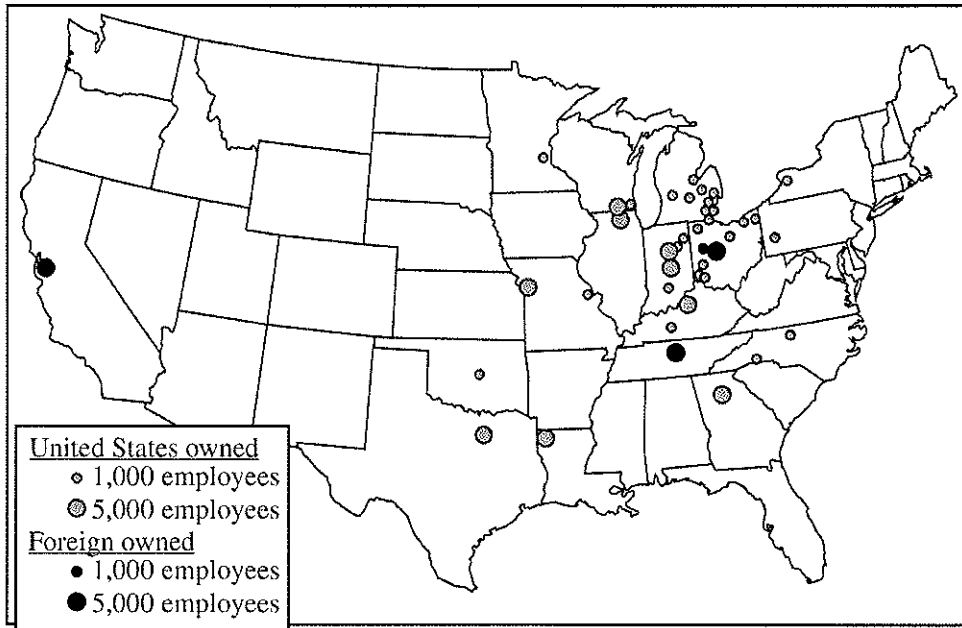 United States owned
1,000 employees
5,000 employees
Foreign owned
1,000 employees
5,000 employees